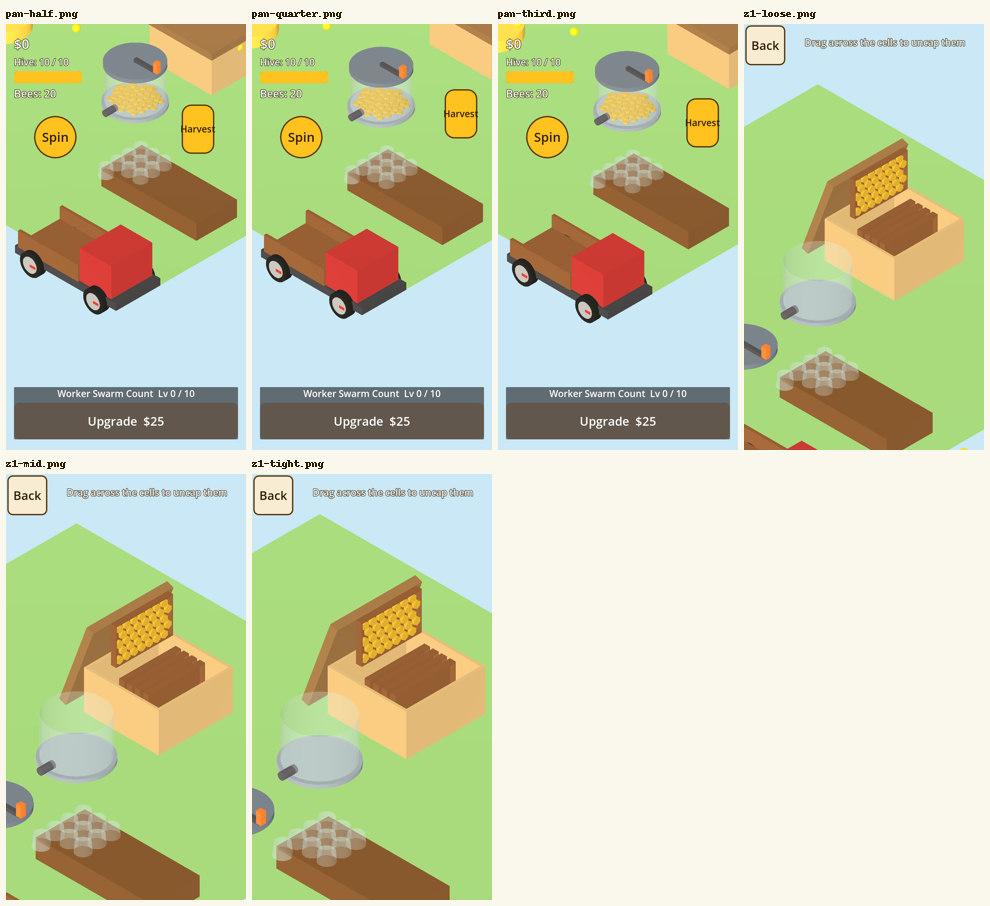 pan-half.png
$0
Hive: 10 / 10
Bees: 20
Spin
Harvest
Worker Swarm Count Lv 0 / 10
Upgrade $25
pan-quarter.png
$0
Hive: 10 / 10
Bees: 20
Spin
Harvest
Worker Swarm Count Lv 0 / 10
Upgrade $25
pan-third.png
$0
Hive: 10 / 10
Bees: 20
Spin
Harvest
Worker Swarm Count Lv 0 / 10
Upgrade $25
z1-loose.png
Back
Drag across the cells to uncap them
z1-mid.png
Back
Drag across the cells to uncap them
z1-tight.png
Back
Drag across the cells to uncap them